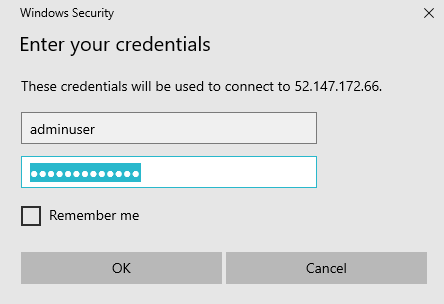 Windows Security
Enter your credentials
These credentials will be used to connect to 52.147.172.66.
adminuser
●●●●●●●●●●●●●
Remember me
OK
Cancel